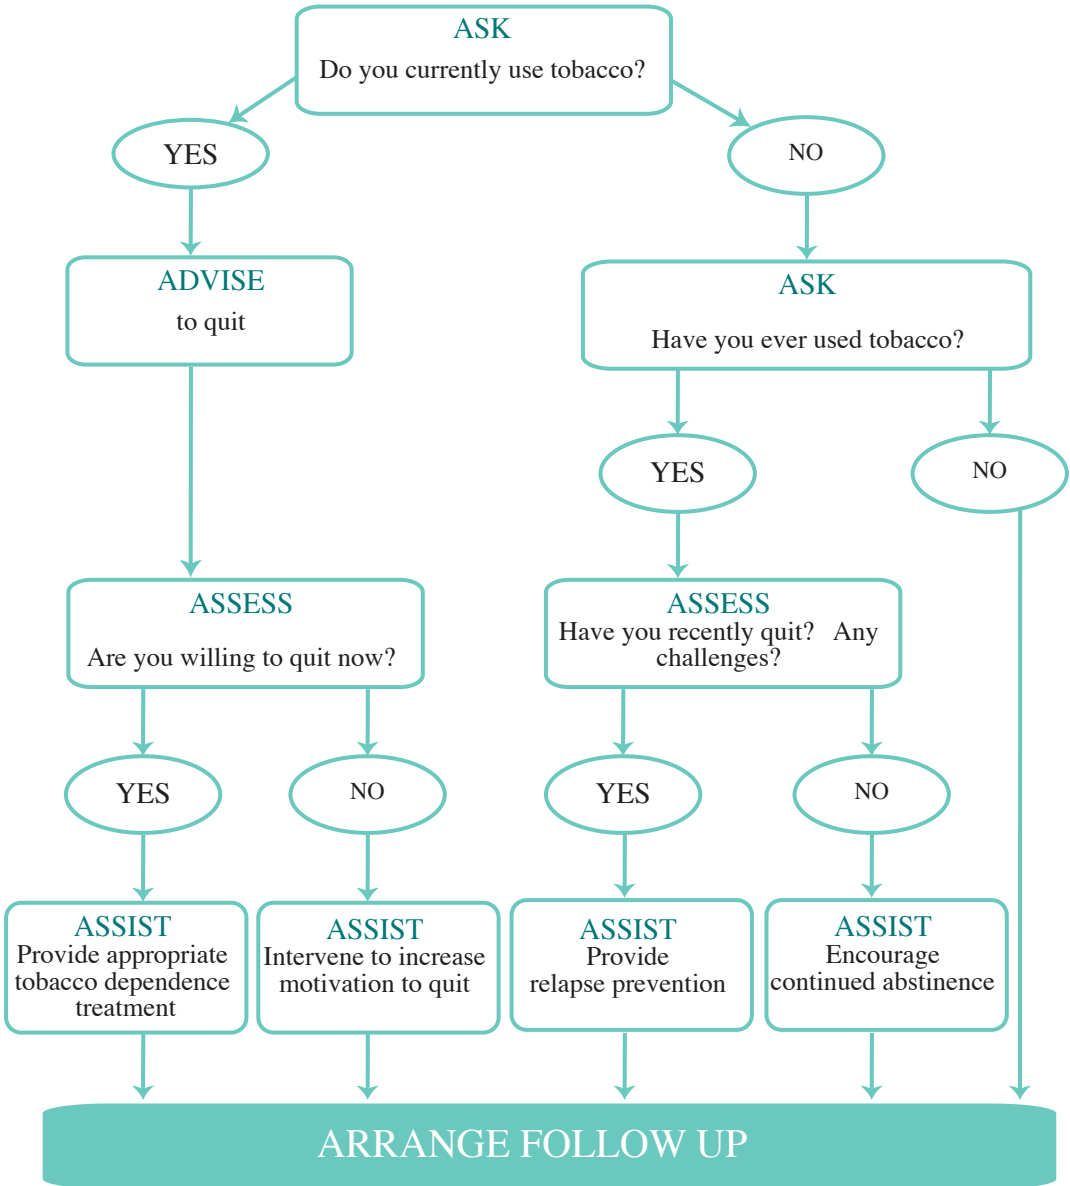 ASK
Do you currently use tobacco?
YES
NO
ADVISE
to quit
ASK
Have you ever used tobacco?
YES
NO
ASSESS
Are you willing to quit now?
ASSESS
Have you recently quit? Any
challenges?
YES
NO
YES
NO
ASSIST
Provide appropriate
tobacco dependence
treatment
ASSIST
Intervene to increase
motivation to quit
ASSIST
Provide
relapse prevention
ASSIST
Encourage
continued abstinence
ARRANGE FOLLOW UP